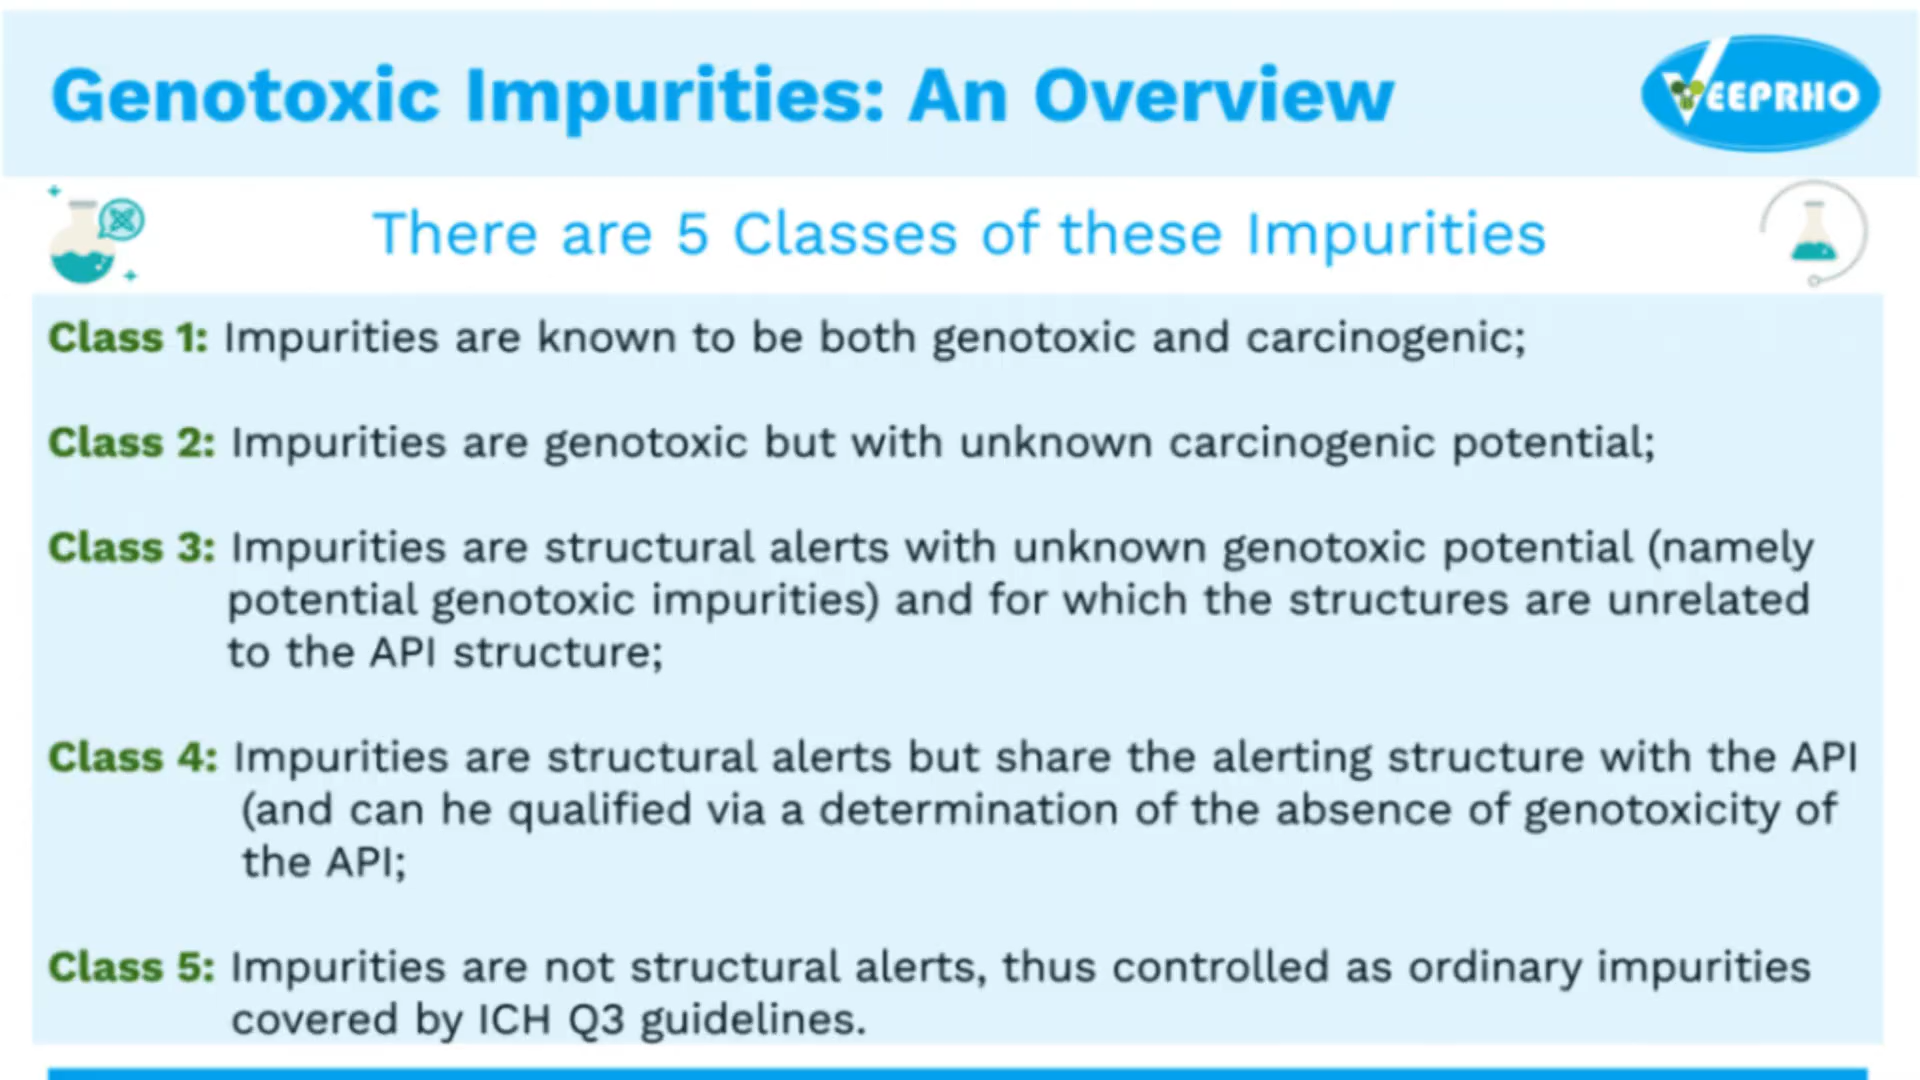 Genotoxic Impurities: An Overview
VEEPRHO
There are 5 Classes of these Impurities
Class 1: Impurities are known to be both genotoxic and carcinogenic;
Class 2: Impurities are genotoxic but with unknown carcinogenic potential;
Class 3: Impurities are structural alerts with unknown genotoxic potential (namely
potential genotoxic impurities) and for which the structures are unrelated
to the API structure;
Class 4: Impurities are structural alerts but share the alerting structure with the API
(and can he qualified via a determination of the absence of genotoxicity of
the API;
Class 5: Impurities are not structural alerts, thus controlled as ordinary impurities
covered by ICH Q3 guidelines.